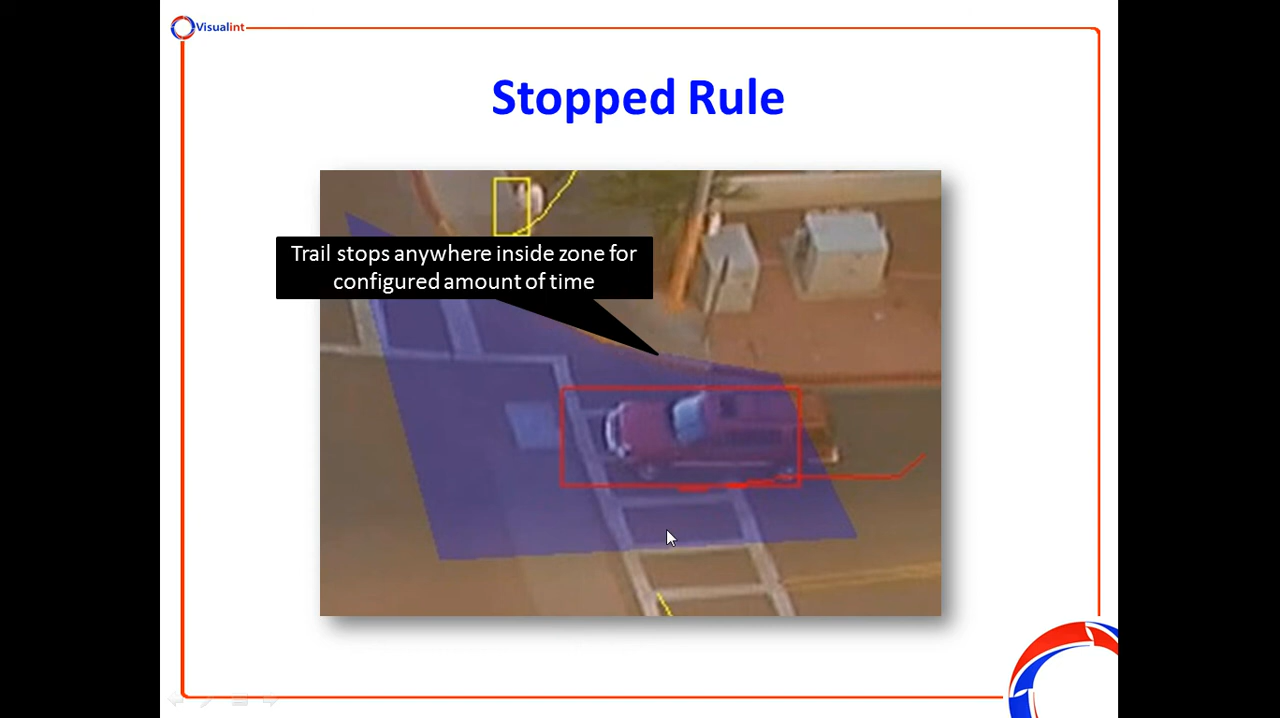 Visualint
Stopped Rule
Trail stops anywhere inside zone for
configured amount of time